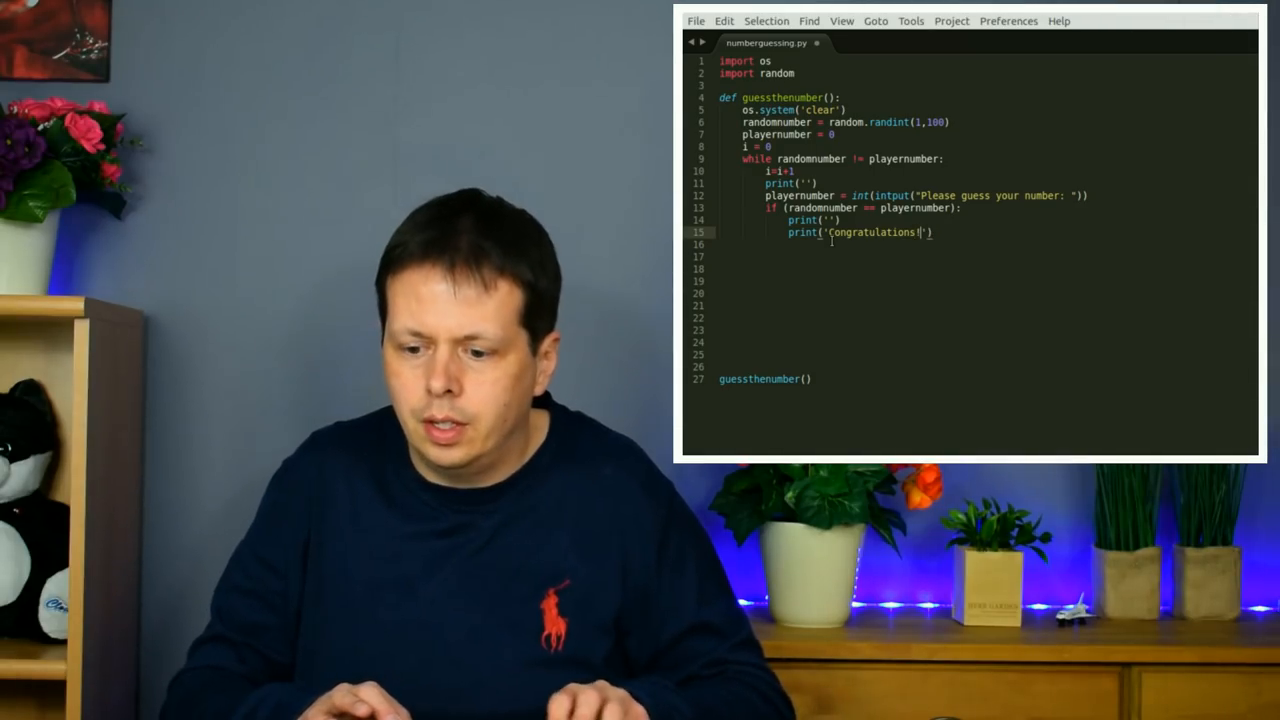 File Edit Selection Find View Goto Tools Project Preferences Help
numberguessing.py
1 import os
2 import random
3
4 def guessthenumber():
5 os.system('clear')
6 randomnumber = random.randint(1,100)
7 playernumber = 0
8 i = 0
9 while randomnumber != playernumber:
10 i=i+1
11 print('')
12 playernumber = int(intput("Please guess your number: "))
13 if (randomnumber == playernumber):
14 print('')
15 print('Congratulations!')
16
17
18
19
20
21
22
23
24
25
26
27 guessthenumber()
HERB GARDEN